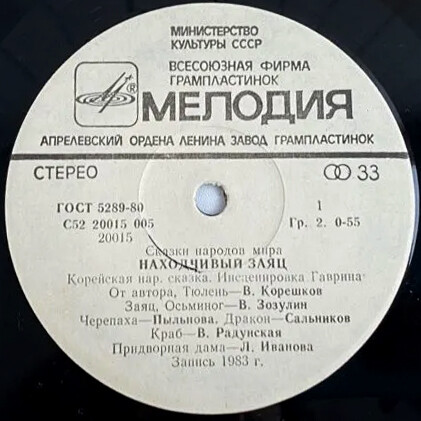 МИНИСТЕРСТВО
КУЛЬТУРЫ СССР
ВСЕСОЮЗНАЯ ФИРМА
ГРАМПЛАСТИНОК
®
МЕЛОДИЯ
АПРЕЛЕВСКИЙ ОРДЕНА ЛЕНИНА ЗАВОД ГРАМПЛАСТИНОК
СТЕРЕО 33
ГОСТ 5289-80 1
С52 20015 005 Гр. 2. 0-55
20015
Сказки народов мира
НАХОДЧИВЫЙ ЗАЯЦ
Корейская нар. сказка. Инсценировка Гаврина
От автора, Тюлень—В. Корешков
Заяц, Осьминог—В. Зозулин
Черепаха—Пыльнова. Дракон—Сальников
Краб—В. Радунская
Придворная дама—Л. Иванова
Запись 1983 г.